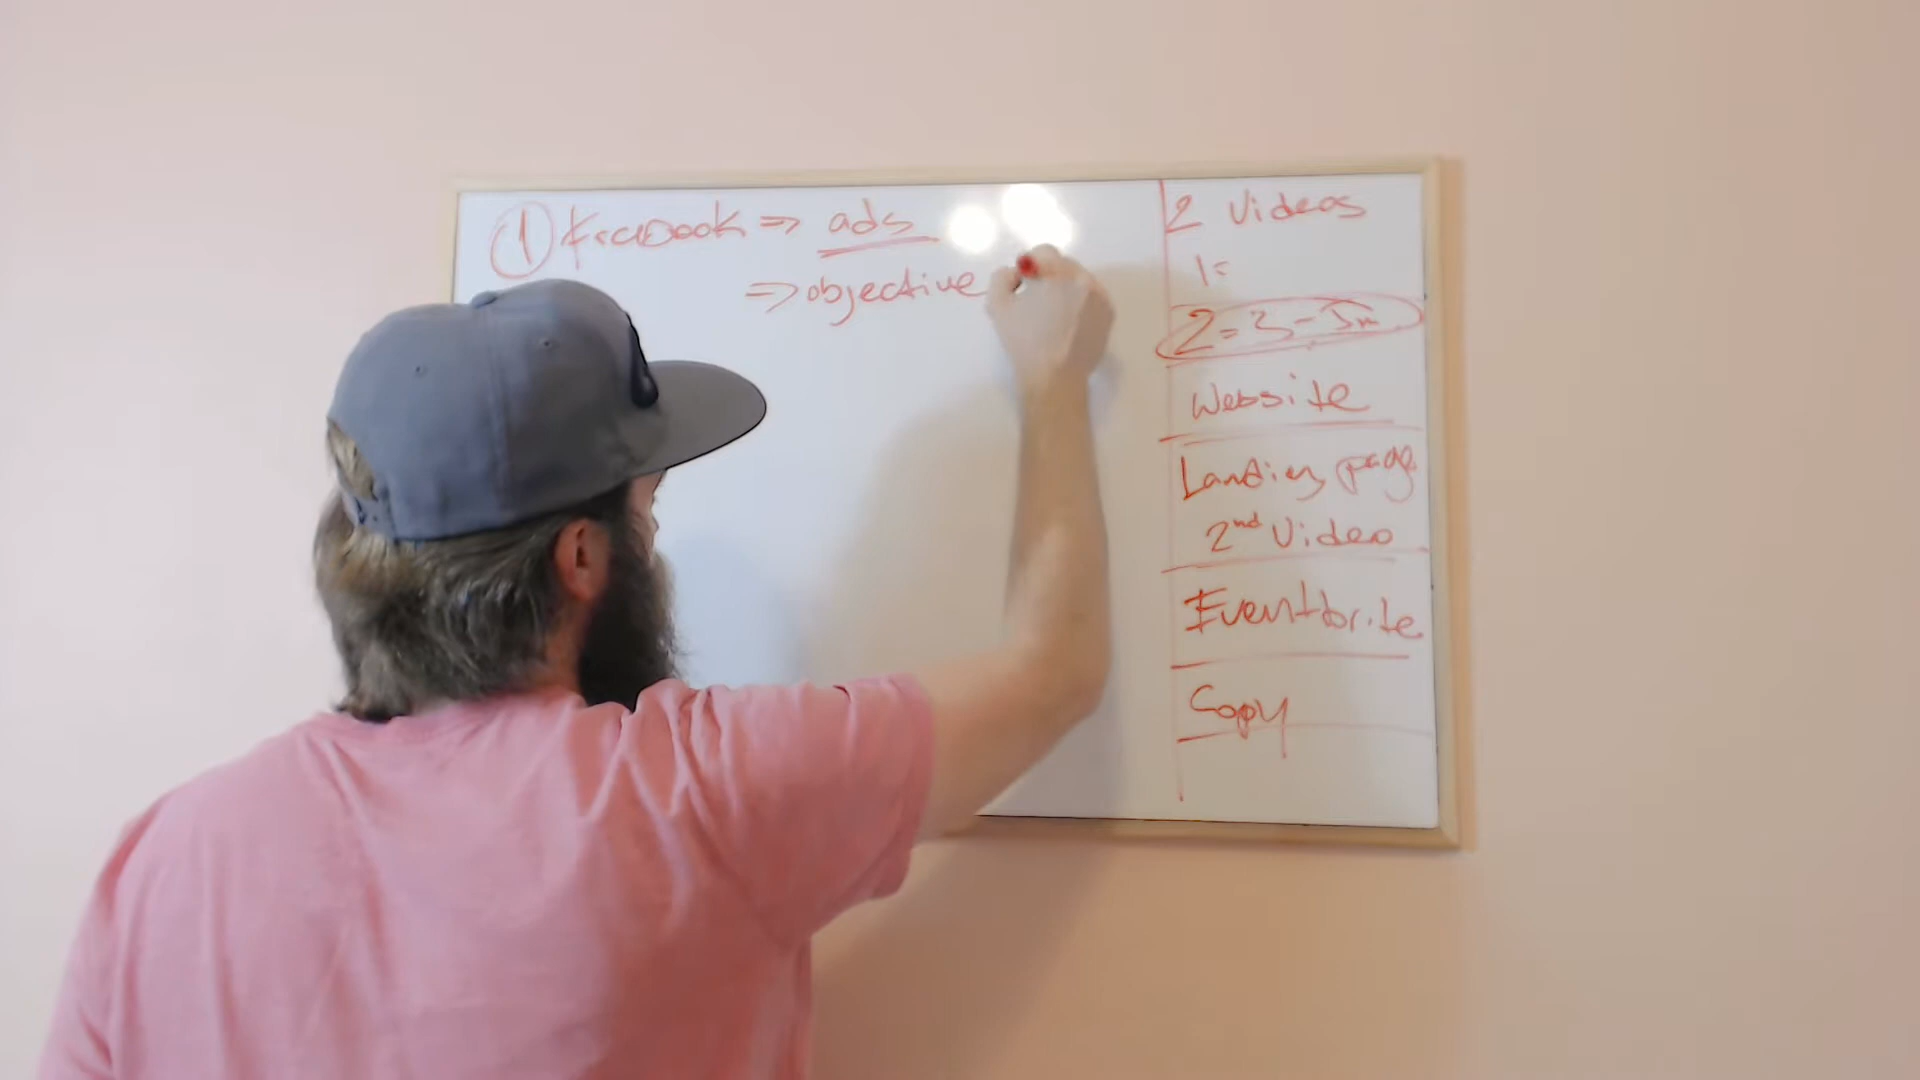 1 Facebook => ads
=> objective
2 Videos
1=
2=3-5m
Website
Landing page
2nd Video
Eventbrite
Copy